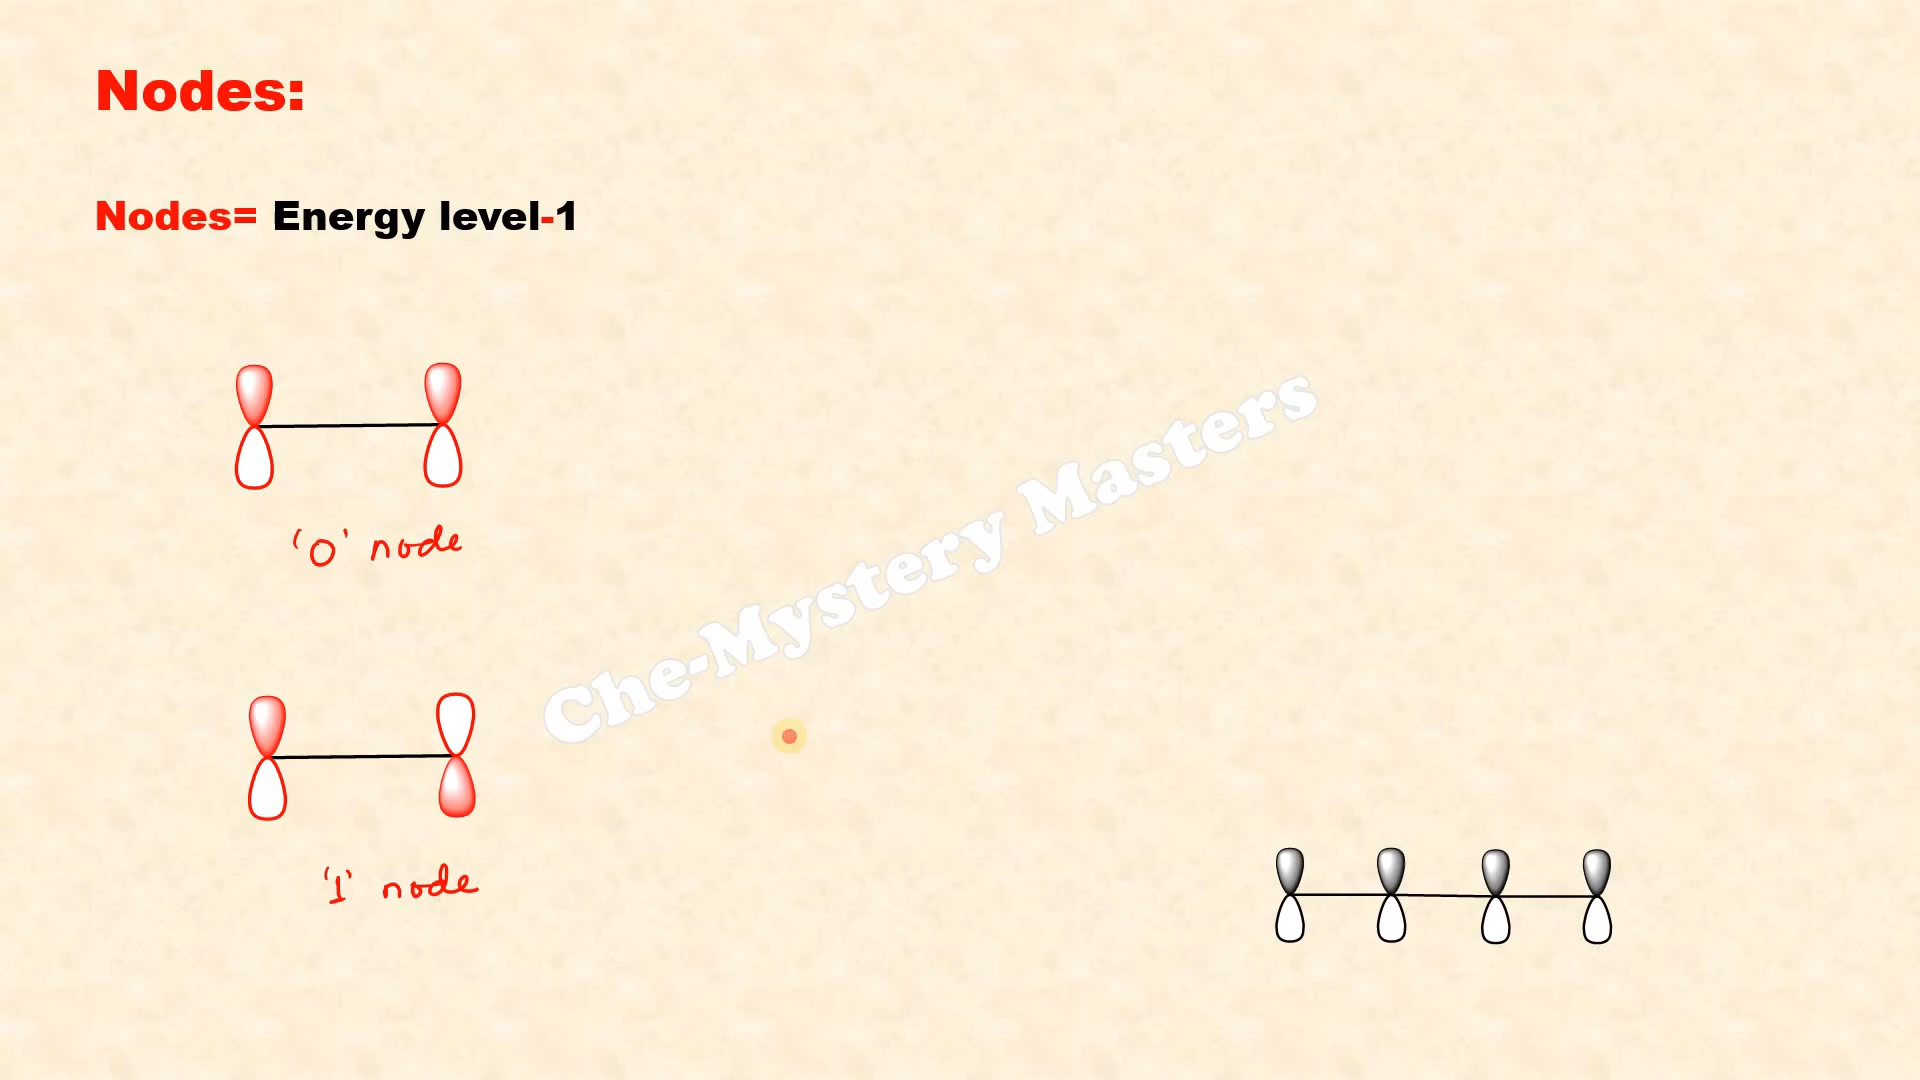 Nodes:
Nodes= Energy level-1
'0' node
Che-Mystery Masters
'1' node